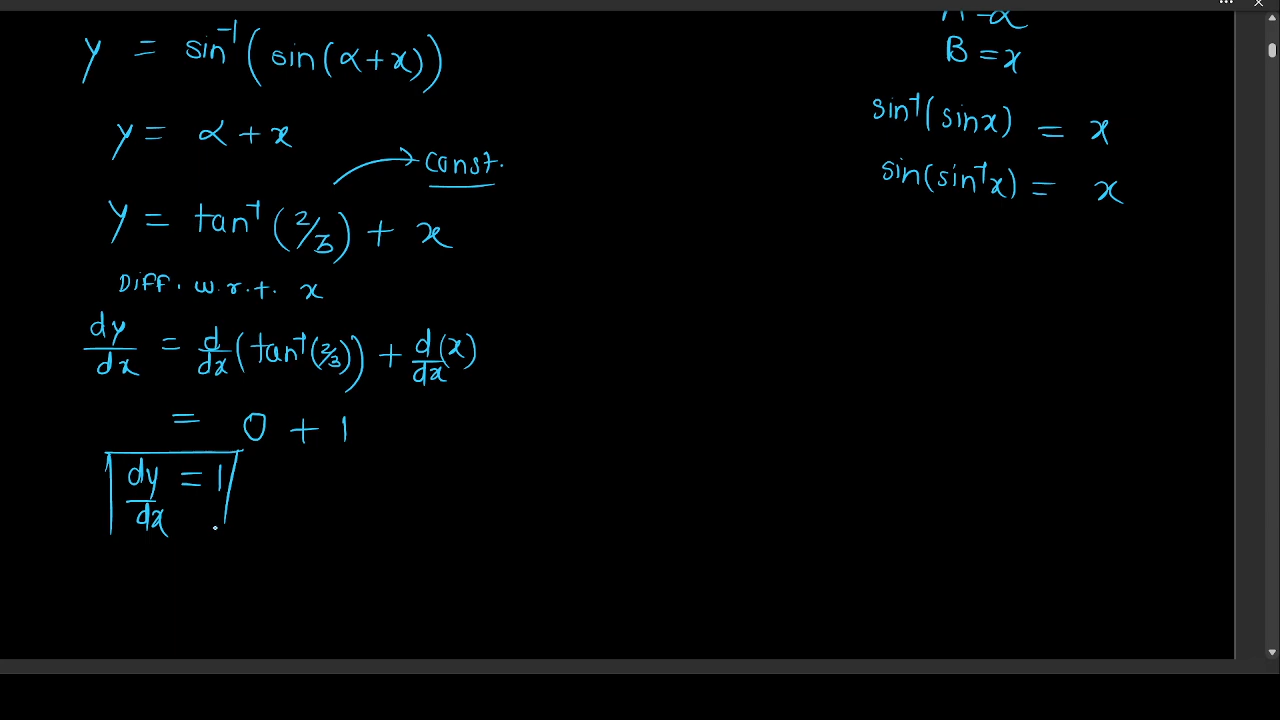 y = sin⁻¹(sin(α+x))
y = α + x
const.
y = tan⁻¹(2/3) + x
Diff. w.r.t. x
dy/dx = d/dx(tan⁻¹(2/3)) + d/dx(x)
= 0 + 1
dy/dx = 1
B = x
sin⁻¹(sinx) = x
sin(sin⁻¹x) = x